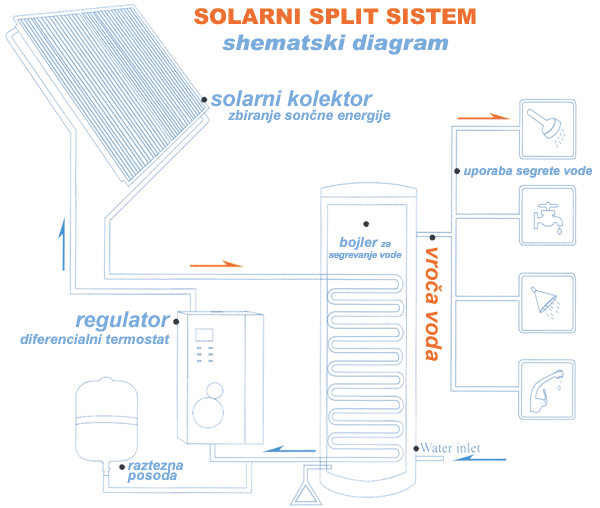 SOLARNI SPLIT SISTEM
shematski diagram
solarni kolektor
zbiranje sončne energije
uporaba segrete vode
bojler za
segrevanje vode
vroča voda
regulator
diferencialni termostat
Water inlet
raztezna
posoda